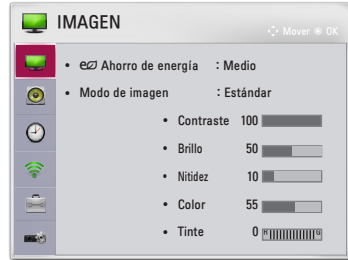 IMAGEN
Mover OK
• Ahorro de energía : Medio
• Modo de imagen : Estándar
• Contraste 100
• Brillo 50
• Nitidez 10
• Color 55
• Tinte 0 R G